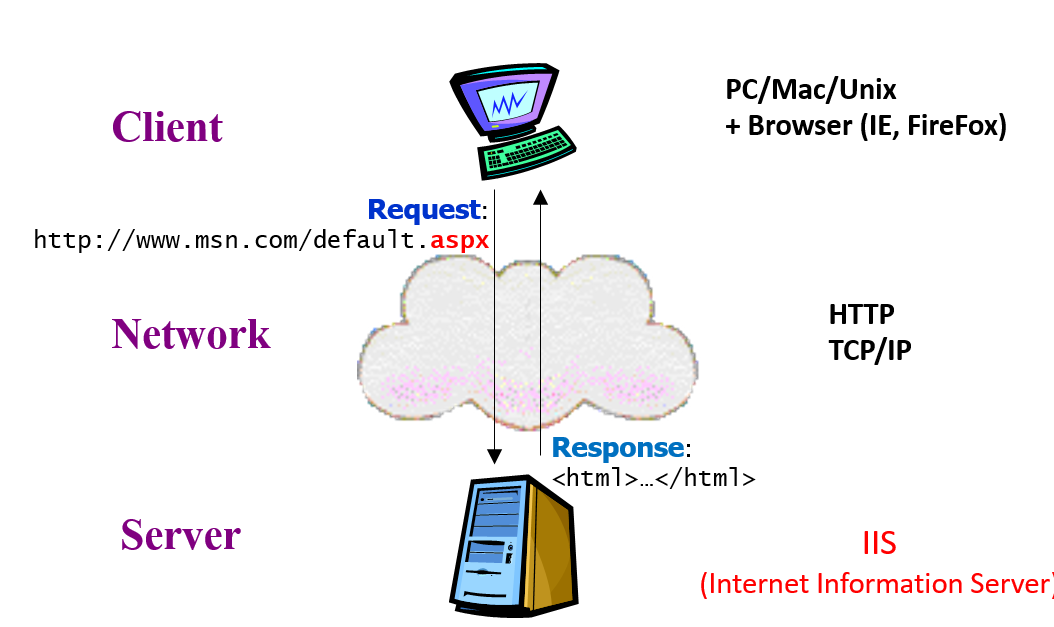 Client
PC/Mac/Unix
+ Browser (IE, FireFox)
Request:
http://www.msn.com/default.aspx
Network
HTTP
TCP/IP
Response:
<html>…</html>
Server
IIS
(Internet Information Server)